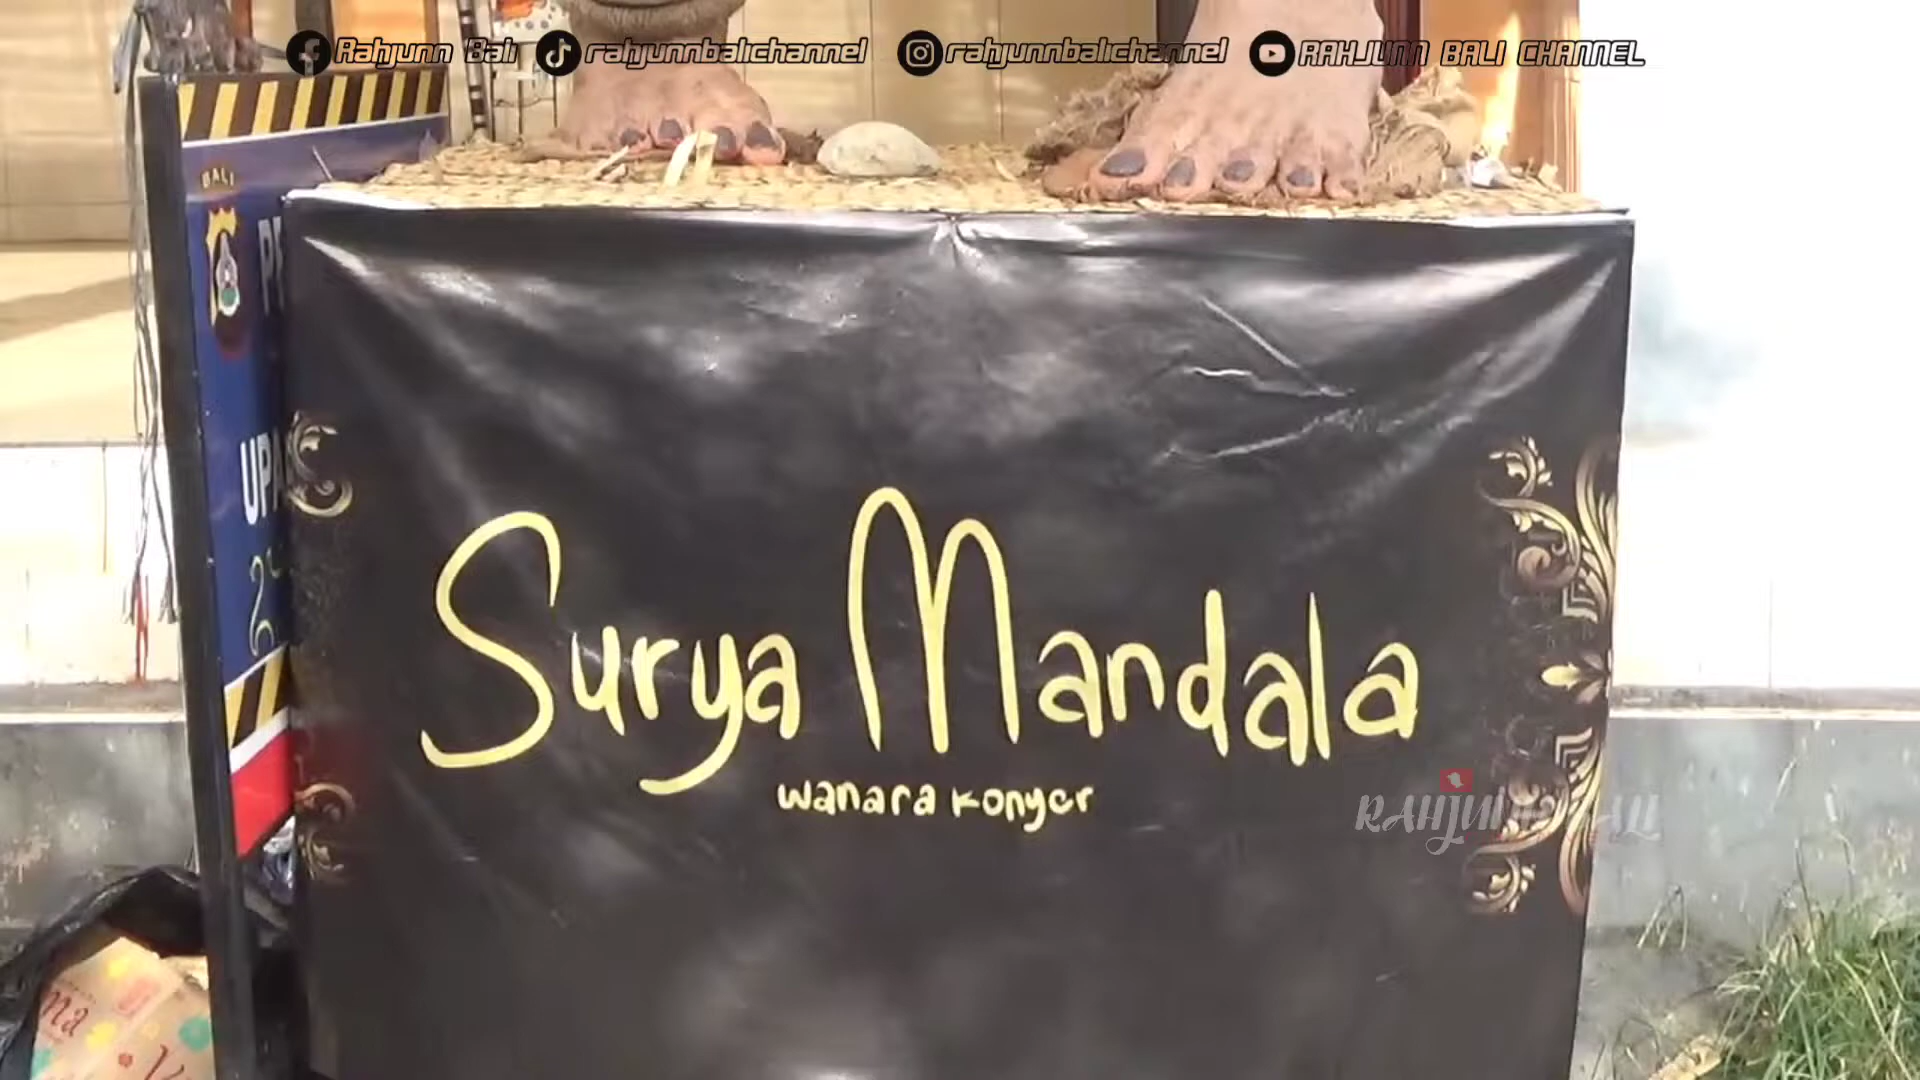 Rahjunn Bali rahjunnbalichannel rahjunnbalichannel RAHJUNN BALI CHANNEL
BALI
Surya Mandala
wanara konyer